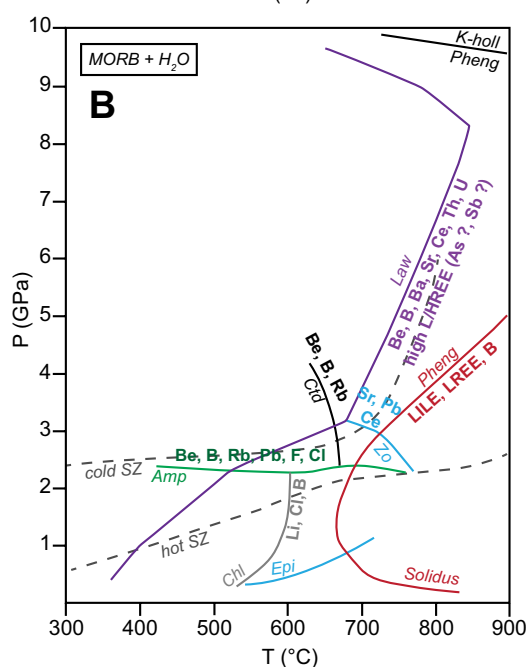 10
9
8
7
6
5
4
3
2
1
P (GPa)
MORB + H₂O
B
K-holl
Pheng
Law
Be, B, Ba, Sr, Ce, Th, U
high L/HREE (As ?, Sb ?)
Be, B, Rb
Ctd
Sr, Pb
Ce
Zo
Pheng
LILE, LREE, B
Be, B, Rb, Pb, F, Cl
Amp
cold SZ
hot SZ
Li, Cl, B
Chl
Epi
Solidus
300 400 500 600 700 800
T (°C)